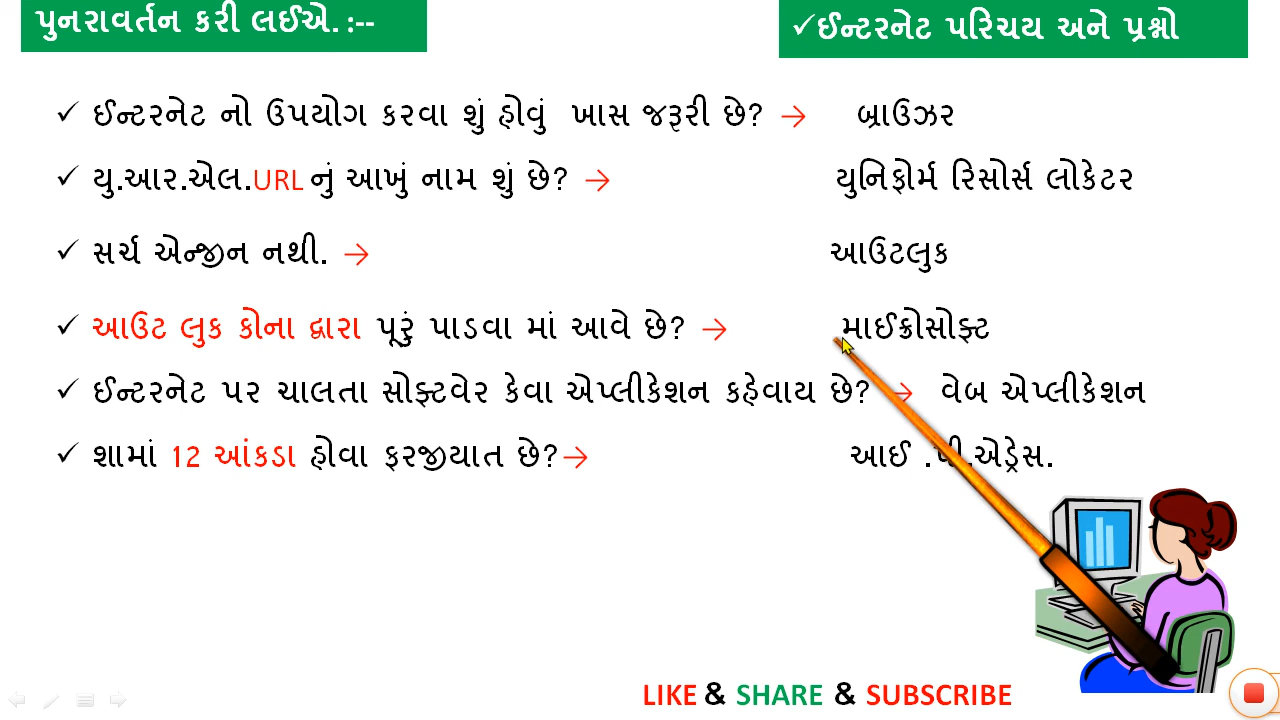 પુનરાવર્તન કરી લઈએ. :--
✓ઈન્ટરનેટ પરિચય અને પ્રશ્નો
✓ ઈન્ટરનેટ નો ઉપયોગ કરવા શું હોવું ખાસ જરૂરી છે? → બ્રાઉઝર
✓ યુ.આર.એલ.URL નું આખું નામ શું છે? → યુનિફોર્મ રિસોર્સ લોકેટર
✓ સર્ચ એન્જીન નથી. → આઉટલુક
✓ આઉટ લુક કોના દ્વારા પૂરું પાડવા માં આવે છે? → માઈક્રોસોફ્ટ
✓ ઈન્ટરનેટ પર ચાલતા સોફ્ટવેર કેવા એપ્લીકેશન કહેવાય છે? → વેબ એપ્લીકેશન
✓ શામાં 12 આંકડા હોવા ફરજીયાત છે?→ આઈ .પી.એડ્રેસ.
LIKE & SHARE & SUBSCRIBE